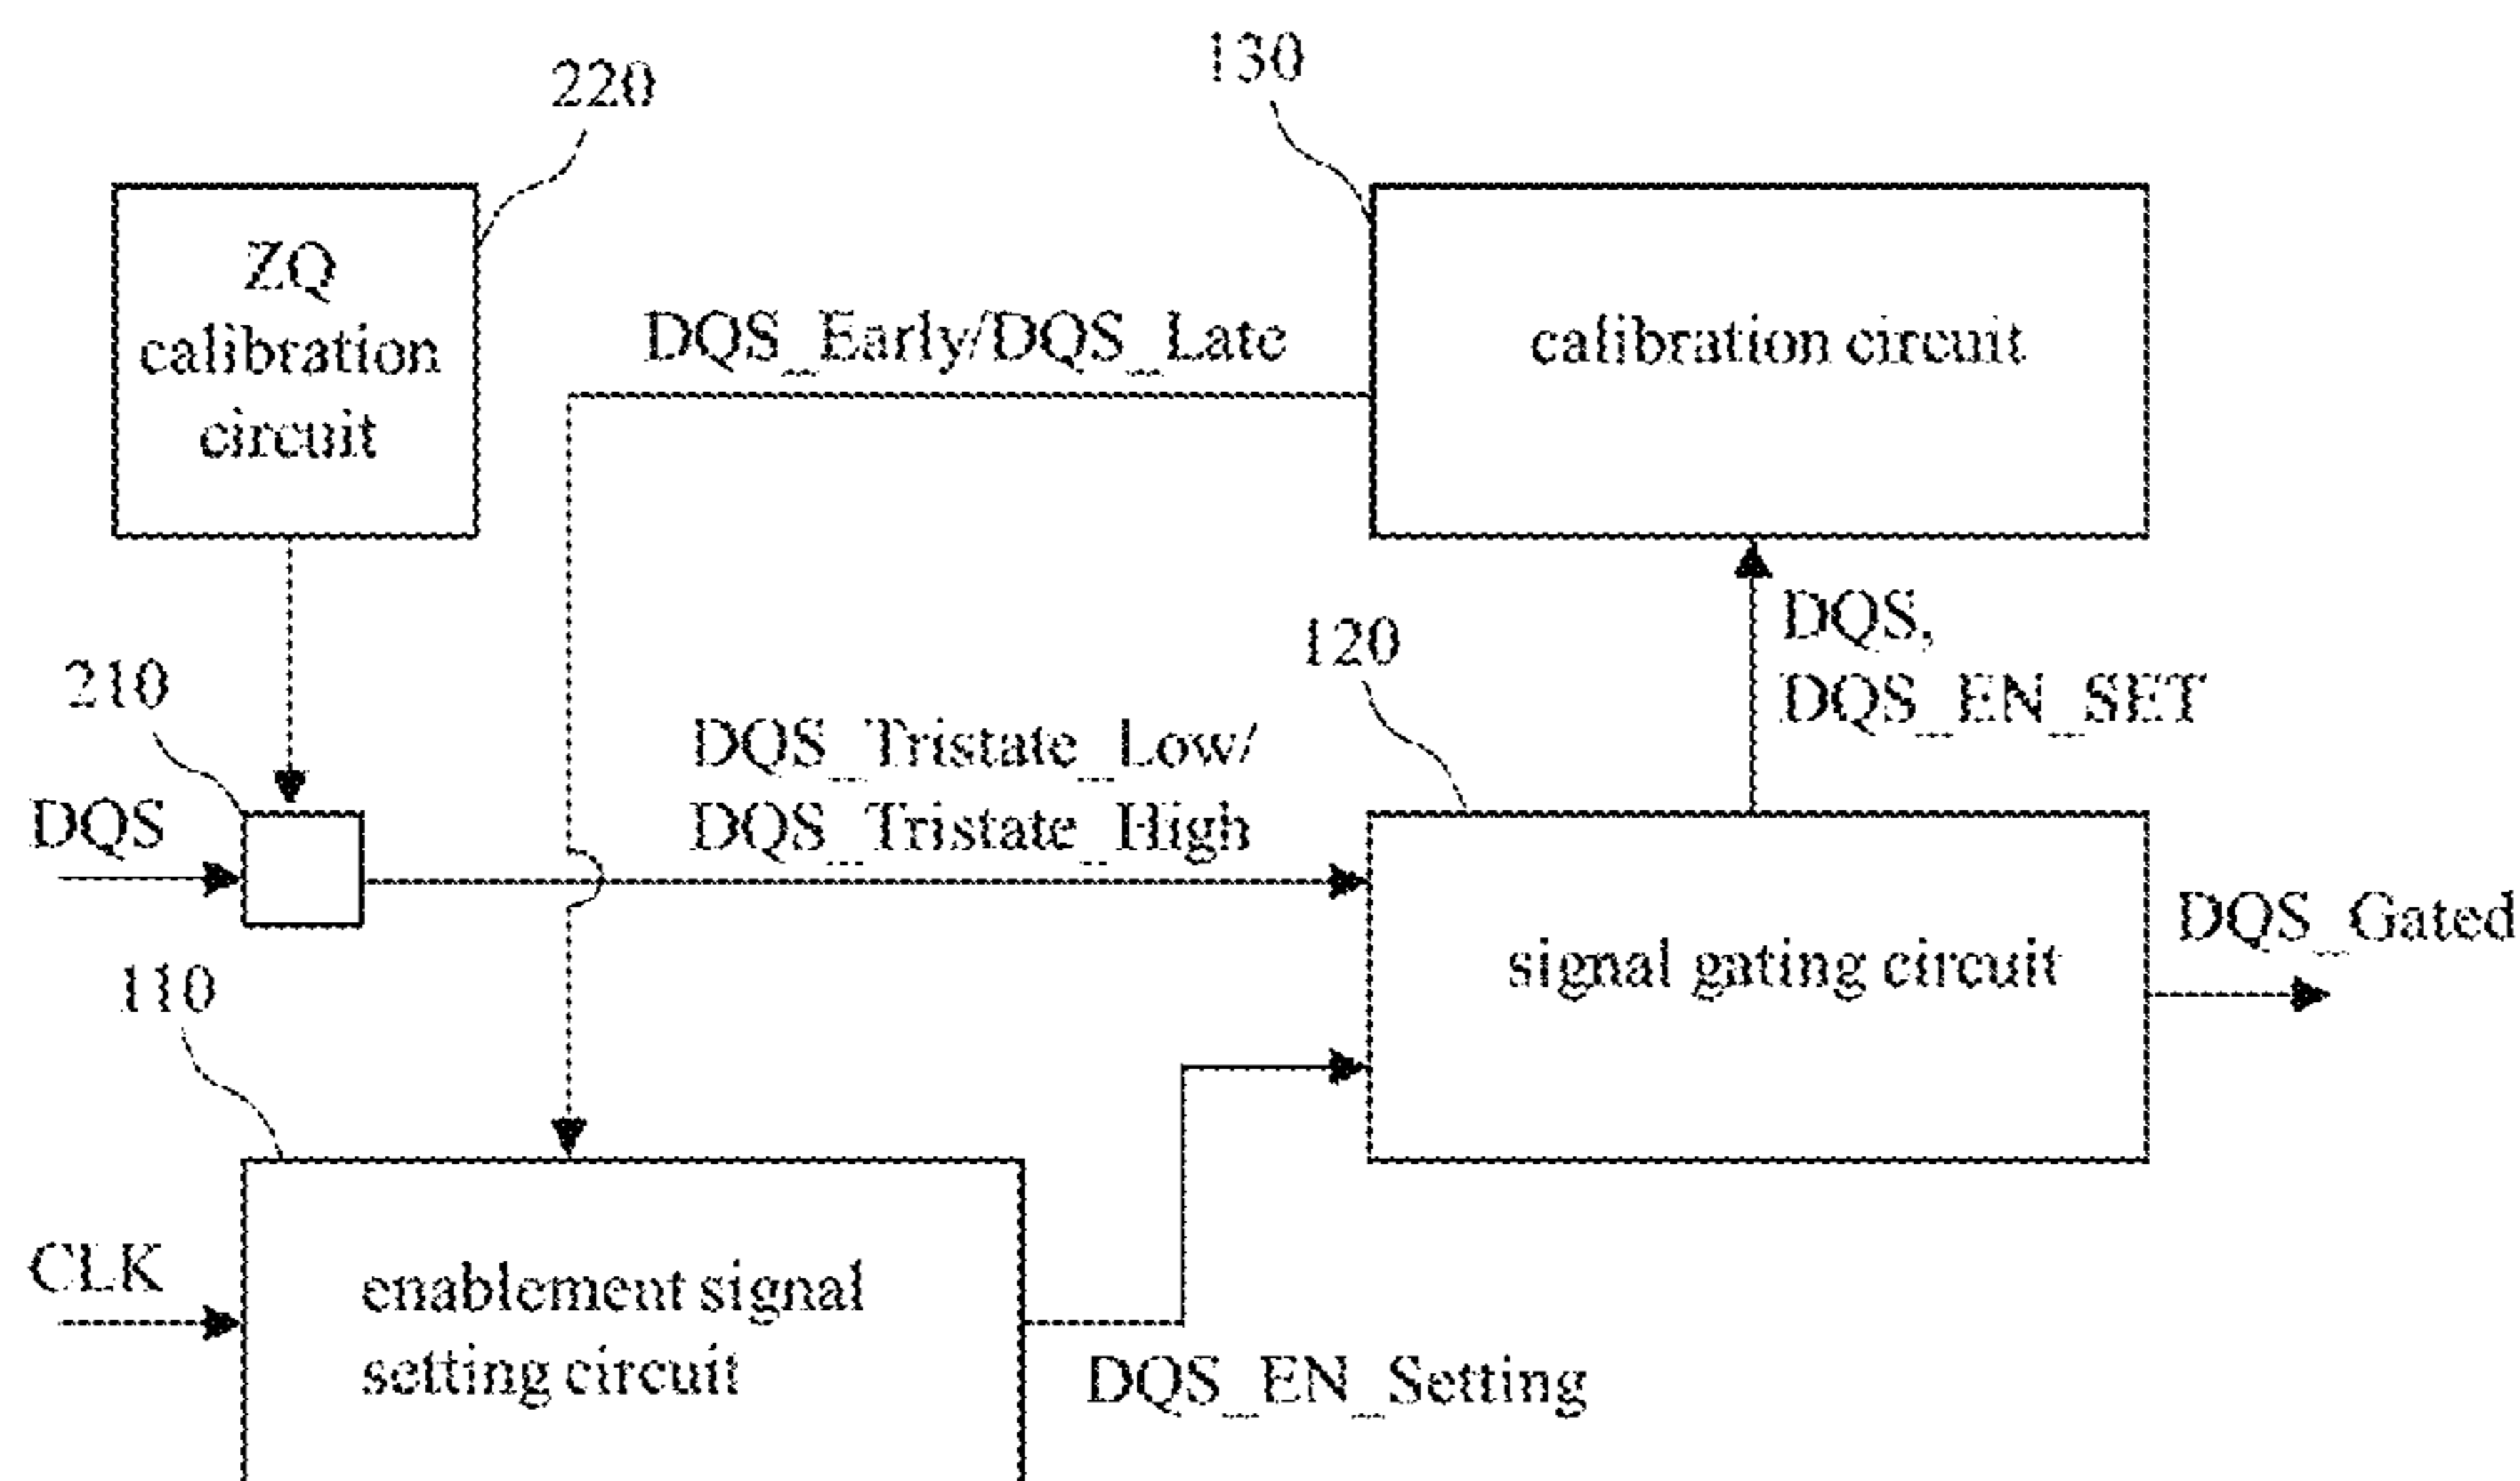 220
130
ZQ
calibration
circuit
DQS_Early/DQS_Late
calibration circuit
210
DQS
DQS_Tristate_Low/
DQS_Tristate_High
120
DQS,
DQS_EN_SET
signal gating circuit
DQS_Gated
110
CLK
enablement signal
setting circuit
DQS_EN_Setting